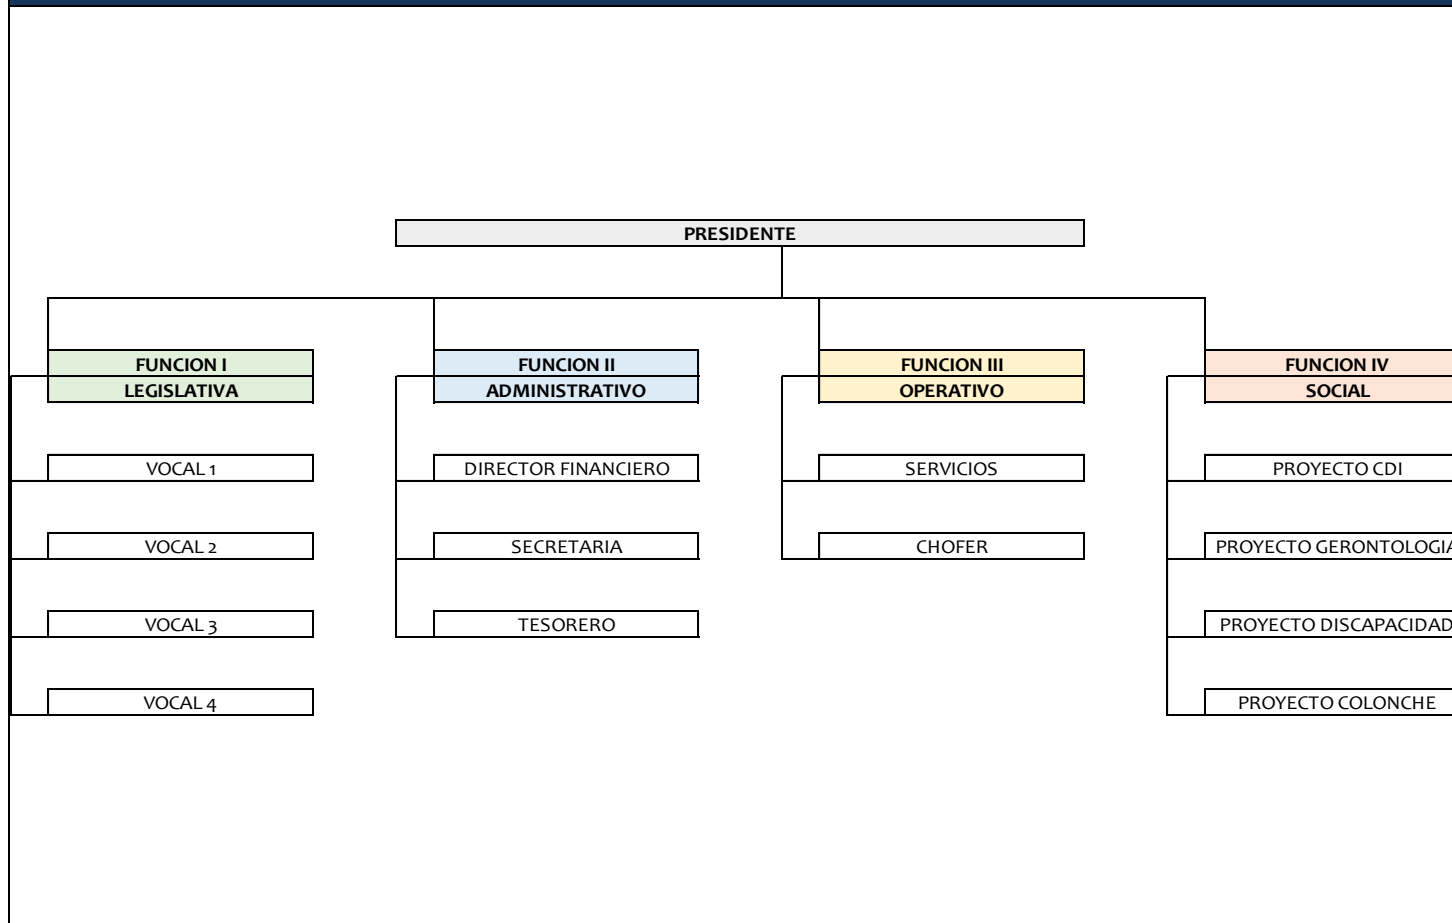 PRESIDENTE
FUNCION I
LEGISLATIVA
VOCAL 1
VOCAL 2
VOCAL 3
VOCAL 4
FUNCION II
ADMINISTRATIVO
DIRECTOR FINANCIERO
SECRETARIA
TESORERO
FUNCION III
OPERATIVO
SERVICIOS
CHOFER
FUNCION IV
SOCIAL
PROYECTO CDI
PROYECTO GERONTOLOGIA
PROYECTO DISCAPACIDAD
PROYECTO COLONCHE